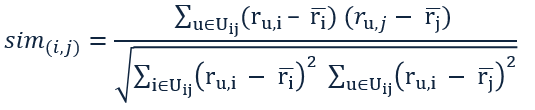 sim₍ᵢ,ⱼ₎ = ∑ᵤ∈Uᵢⱼ(rᵤ,ᵢ − r̅ᵢ) (rᵤ,ⱼ − r̅ⱼ) / √(∑ᵢ∈Uᵢⱼ(rᵤ,ᵢ − r̅ᵢ)² ∑ᵤ∈Uᵢⱼ(rᵤ,ᵢ − r̅ⱼ)²)